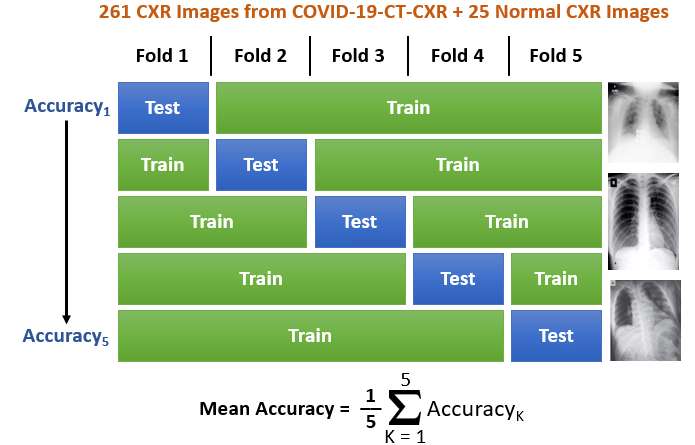 261 CXR Images from COVID-19-CT-CXR + 25 Normal CXR Images
Fold 1 Fold 2 Fold 3 Fold 4 Fold 5
Accuracy1 Test Train
Train Test Train
Train Test Train
Train Test Train
Accuracy5 Train Test
Mean Accuracy = 1/5 5 ∑ K = 1 AccuracyK